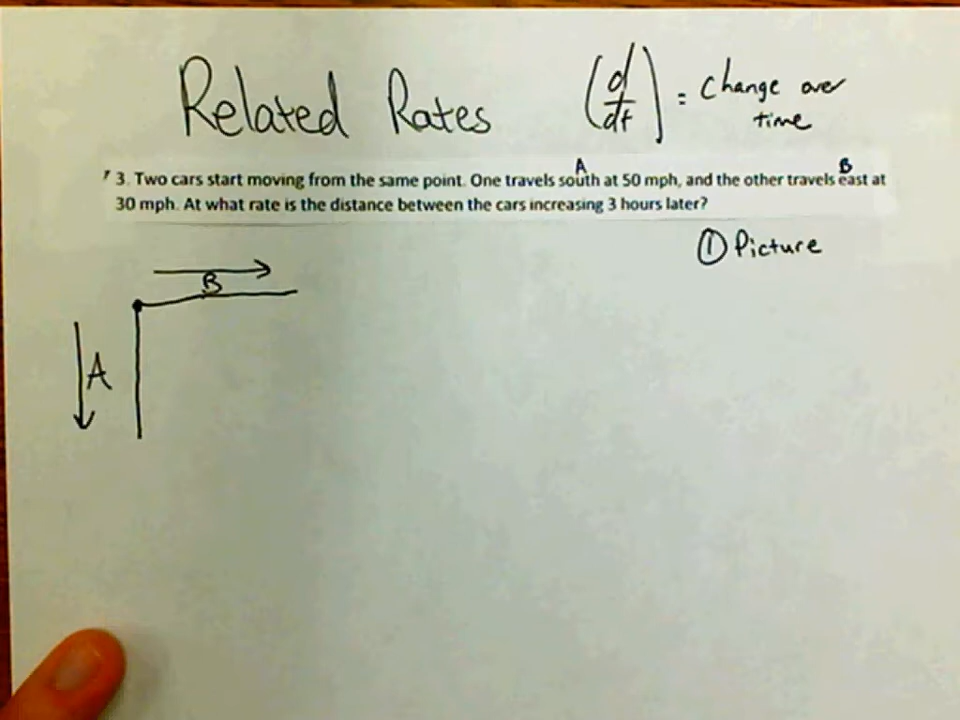 Related Rates (d/dt) = Change over time
A B
3. Two cars start moving from the same point. One travels south at 50 mph, and the other travels east at
30 mph. At what rate is the distance between the cars increasing 3 hours later?
① Picture
B
A